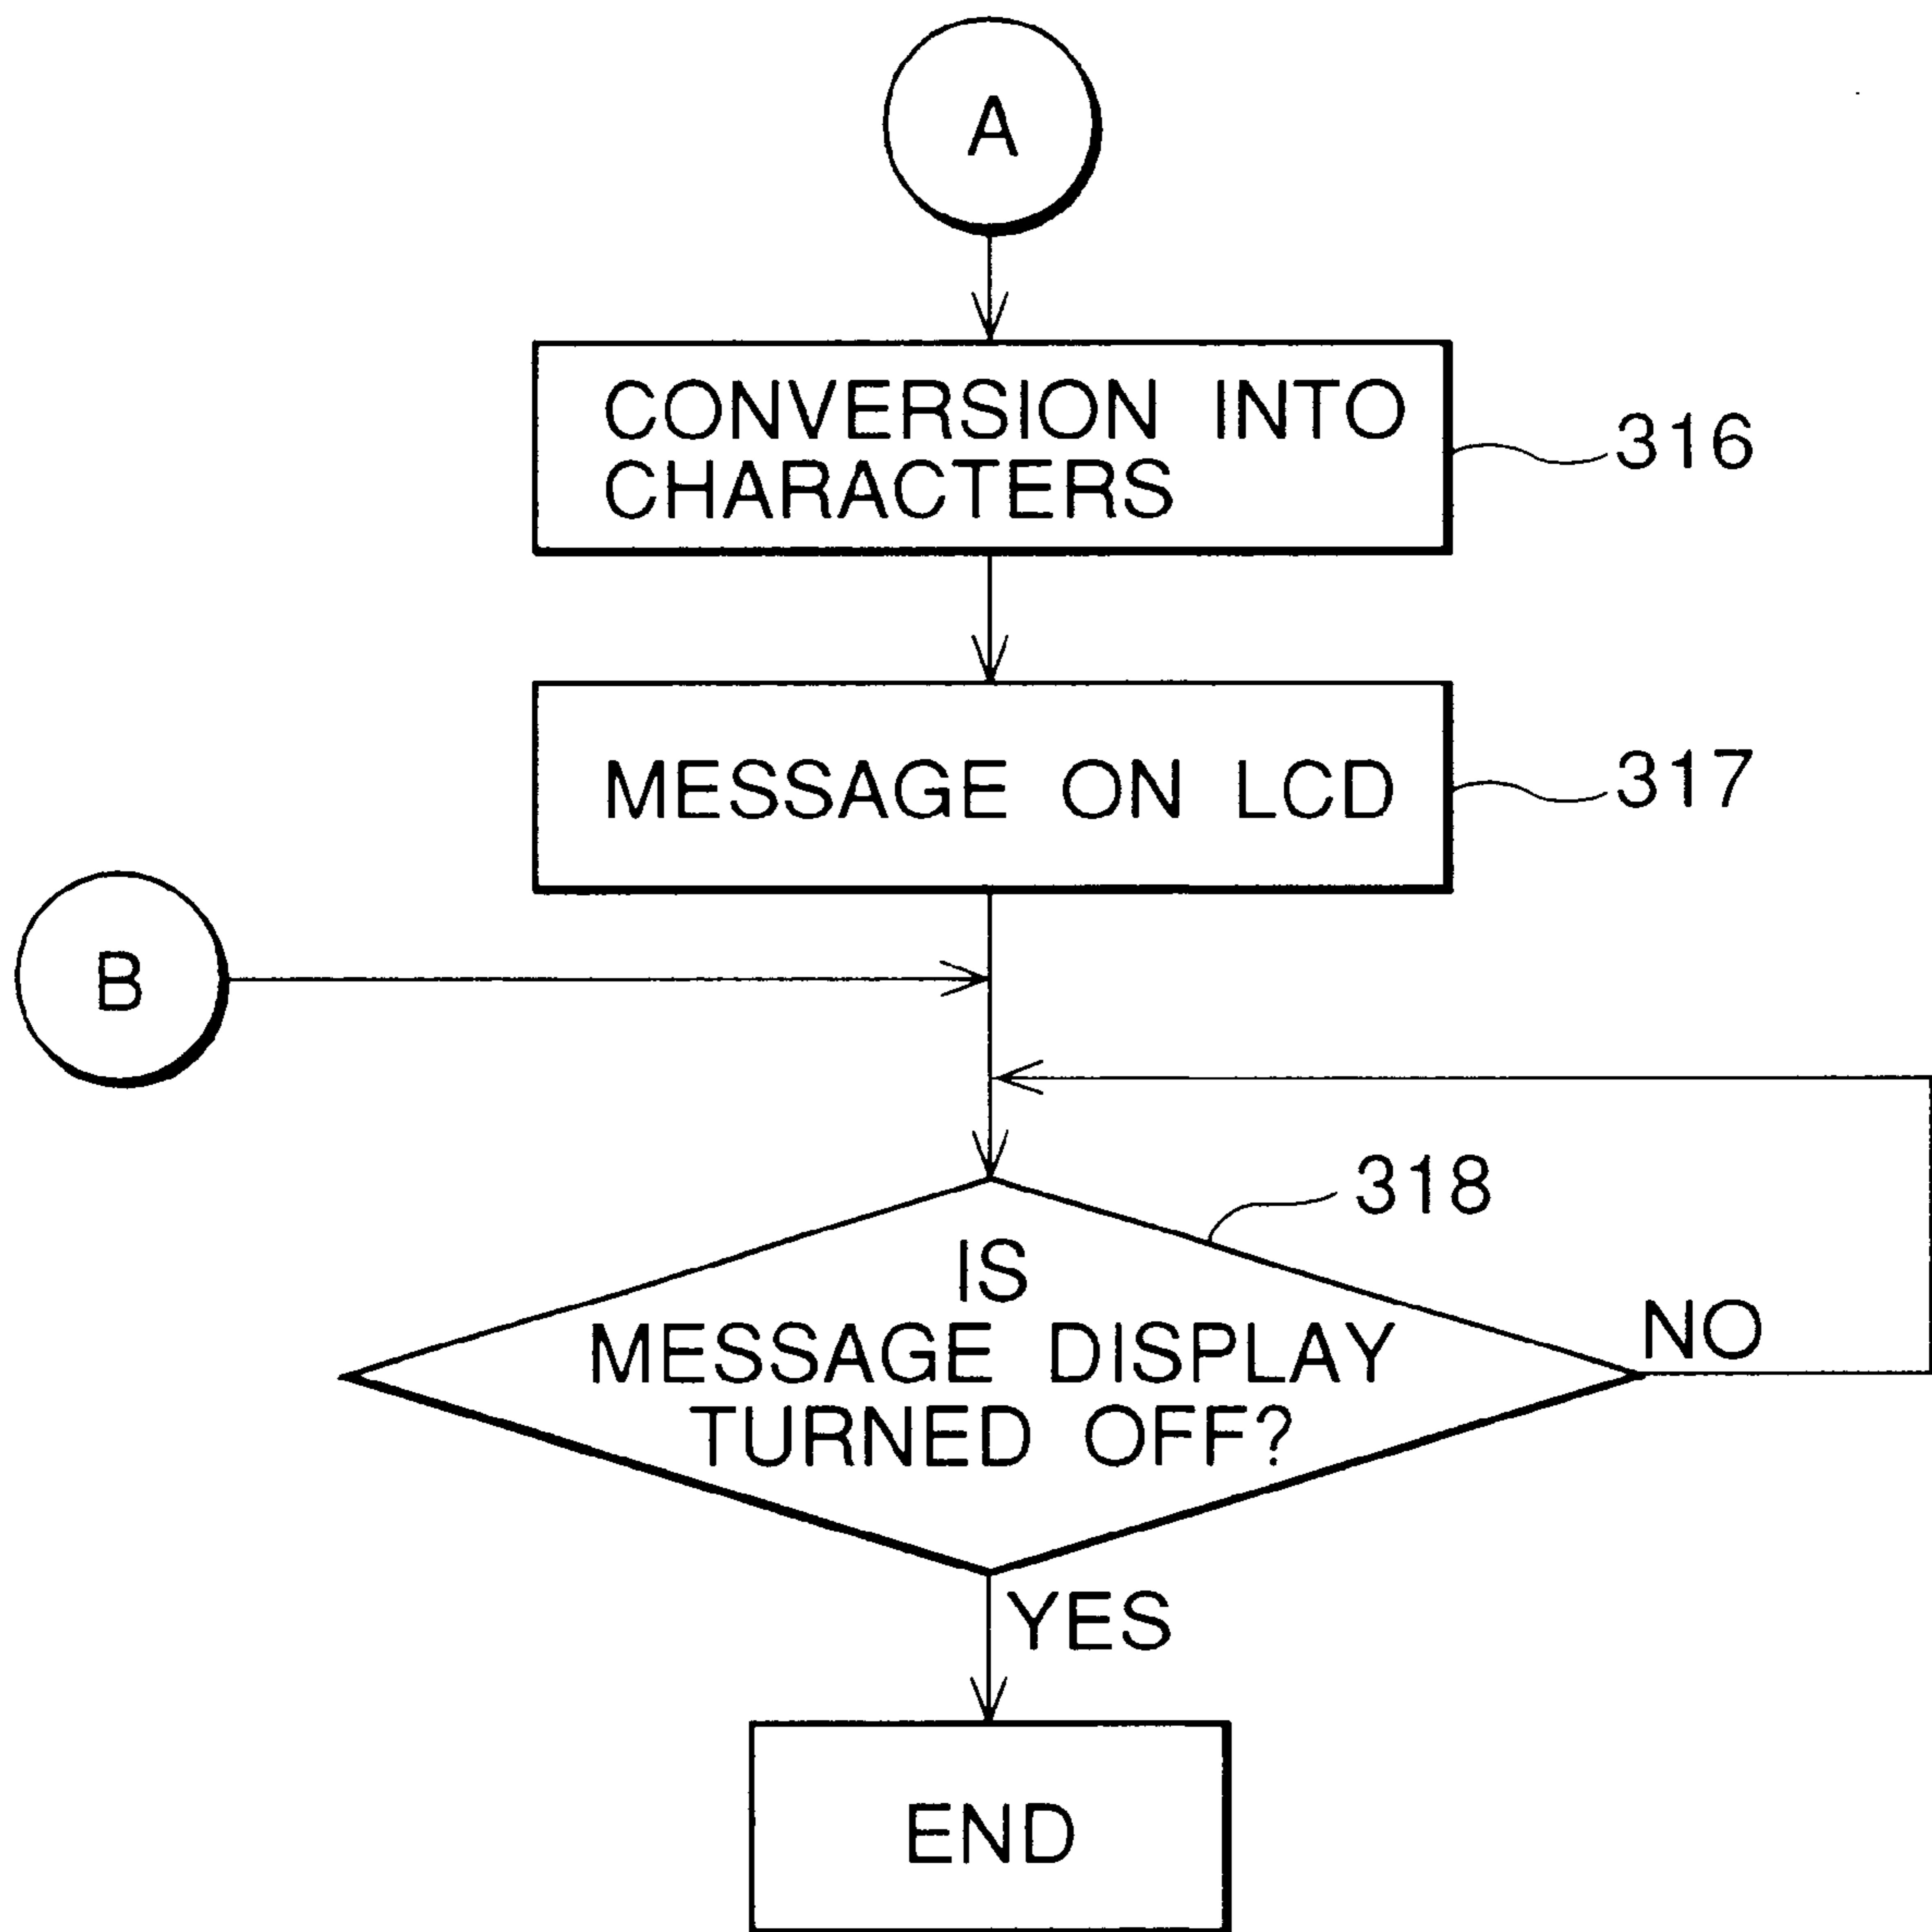 A
CONVERSION INTO
CHARACTERS
316
MESSAGE ON LCD
317
B
318
IS
MESSAGE DISPLAY
TURNED OFF?
NO
YES
END